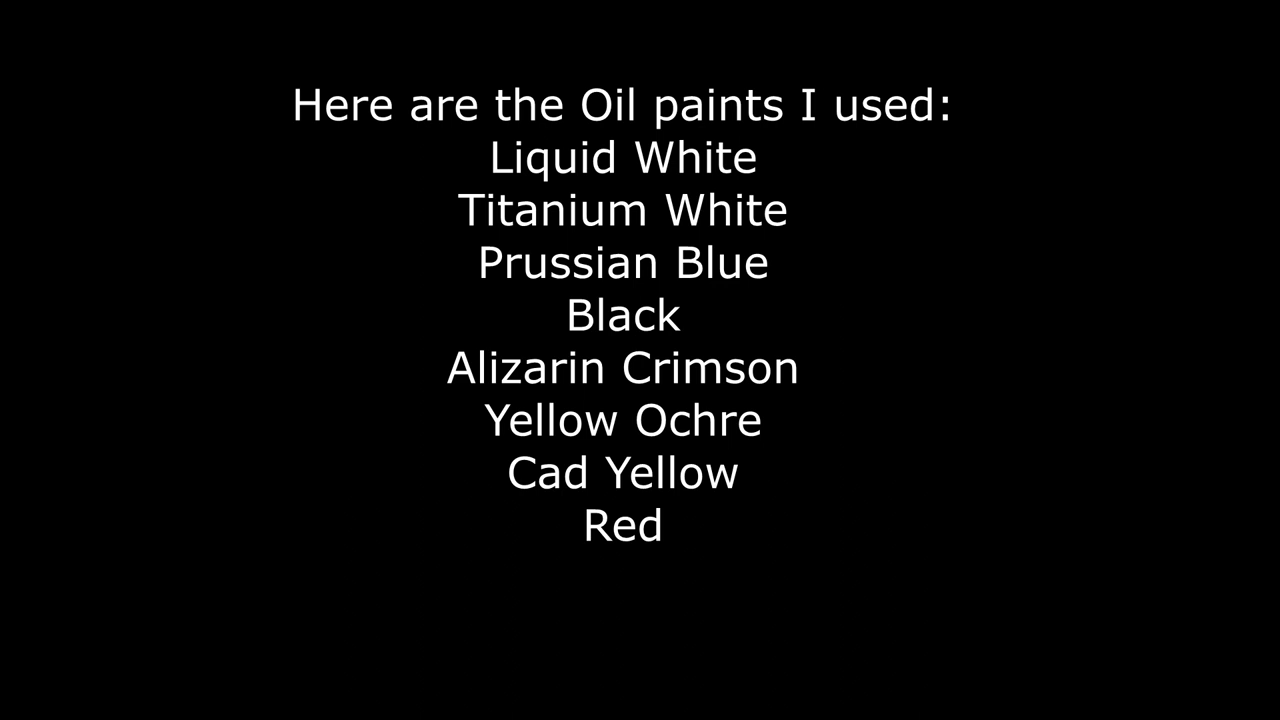 Here are the Oil paints I used:
Liquid White
Titanium White
Prussian Blue
Black
Alizarin Crimson
Yellow Ochre
Cad Yellow
Red